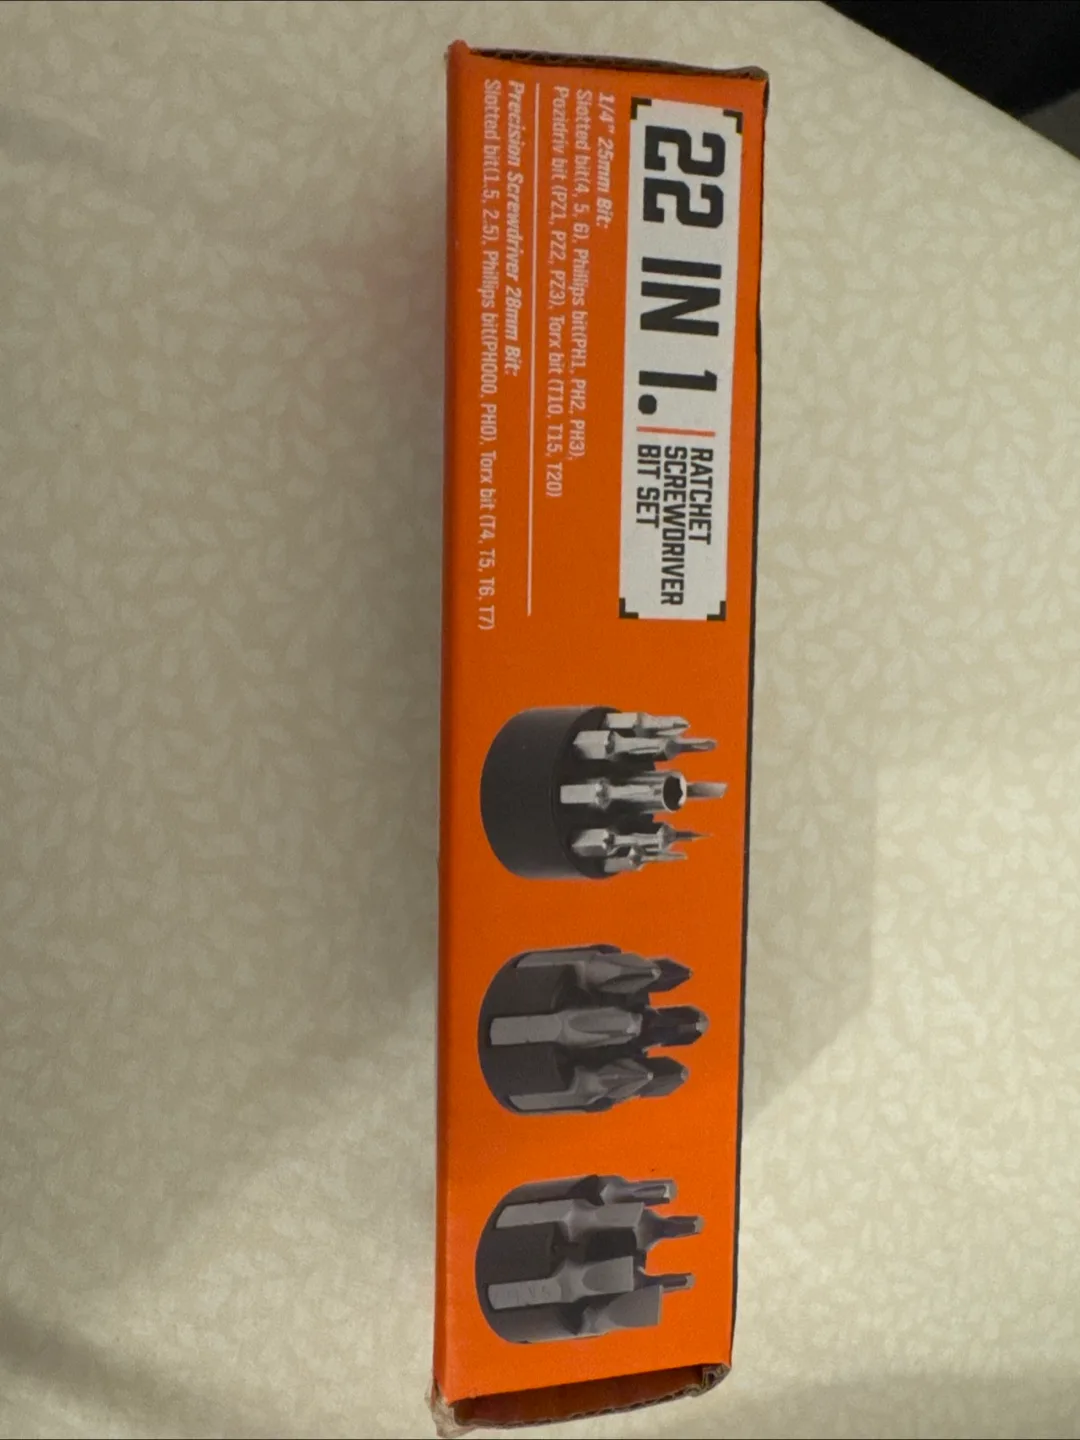 22 IN 1.
RATCHET
SCREWDRIVER
BIT SET
1/4" 25mm Bit:
Slotted bit(4, 5, 6), Phillips bit(PH1, PH2, PH3),
Pozidriv bit (PZ1, PZ2, PZ3), Torx bit (T10, T15, T20)
Precision Screwdriver 28mm Bit:
Slotted bit(1.5, 2.5), Phillips bit(PH000, PH0), Torx bit (T4, T5, T6, T7)